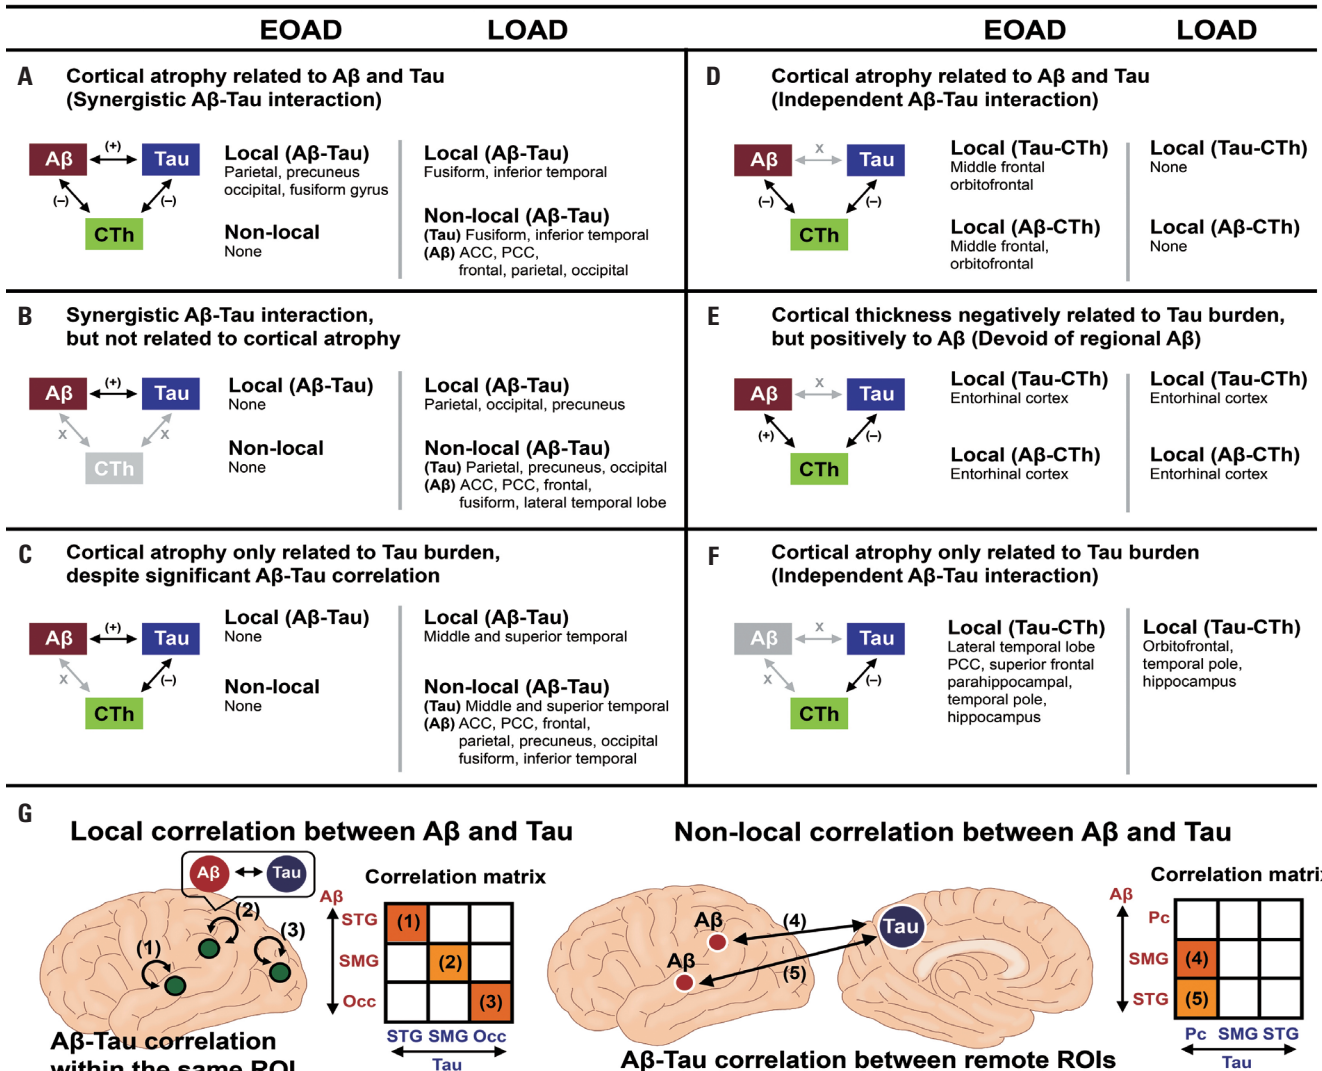 EOAD LOAD EOAD LOAD
A Cortical atrophy related to Aβ and Tau
(Synergistic Aβ-Tau interaction)
Aβ (+) Tau
(–) (–)
CTh
Local (Aβ-Tau)
Parietal, precuneus
occipital, fusiform gyrus
Non-local
None
Local (Aβ-Tau)
Fusiform, inferior temporal
Non-local (Aβ-Tau)
(Tau) Fusiform, inferior temporal
(Aβ) ACC, PCC,
frontal, parietal, occipital
B Synergistic Aβ-Tau interaction,
but not related to cortical atrophy
Aβ (+) Tau
x x
CTh
Local (Aβ-Tau)
None
Non-local
None
Local (Aβ-Tau)
Parietal, occipital, precuneus
Non-local (Aβ-Tau)
(Tau) Parietal, precuneus, occipital
(Aβ) ACC, PCC, frontal,
fusiform, lateral temporal lobe
C Cortical atrophy only related to Tau burden,
despite significant Aβ-Tau correlation
Aβ (+) Tau
x (–)
CTh
Local (Aβ-Tau)
None
Non-local
None
Local (Aβ-Tau)
Middle and superior temporal
Non-local (Aβ-Tau)
(Tau) Middle and superior temporal
(Aβ) ACC, PCC, frontal,
parietal, precuneus, occipital
fusiform, inferior temporal
D Cortical atrophy related to Aβ and Tau
(Independent Aβ-Tau interaction)
Aβ x Tau
(–) (–)
CTh
Local (Tau-CTh)
Middle frontal
orbitofrontal
Local (Aβ-CTh)
Middle frontal,
orbitofrontal
Local (Tau-CTh)
None
Local (Aβ-CTh)
None
E Cortical thickness negatively related to Tau burden,
but positively to Aβ (Devoid of regional Aβ)
Aβ x Tau
(+) (–)
CTh
Local (Tau-CTh)
Entorhinal cortex
Local (Aβ-CTh)
Entorhinal cortex
Local (Tau-CTh)
Entorhinal cortex
Local (Aβ-CTh)
Entorhinal cortex
F Cortical atrophy only related to Tau burden
(Independent Aβ-Tau interaction)
Aβ x Tau
x (–)
CTh
Local (Tau-CTh)
Lateral temporal lobe
PCC, superior frontal
parahippocampal,
temporal pole,
hippocampus
Local (Tau-CTh)
Orbitofrontal,
temporal pole,
hippocampus
G
Local correlation between Aβ and Tau
Aβ Tau
(1) (2) (3)
Correlation matrix
Aβ
STG (1)
SMG (2)
Occ (3)
STG SMG Occ
Tau
Aβ-Tau correlation
within the same ROI
Non-local correlation between Aβ and Tau
Aβ (4) Tau
Aβ (5)
Correlation matrix
Aβ
Pc
SMG (4)
STG (5)
Pc SMG STG
Tau
Aβ-Tau correlation between remote ROIs